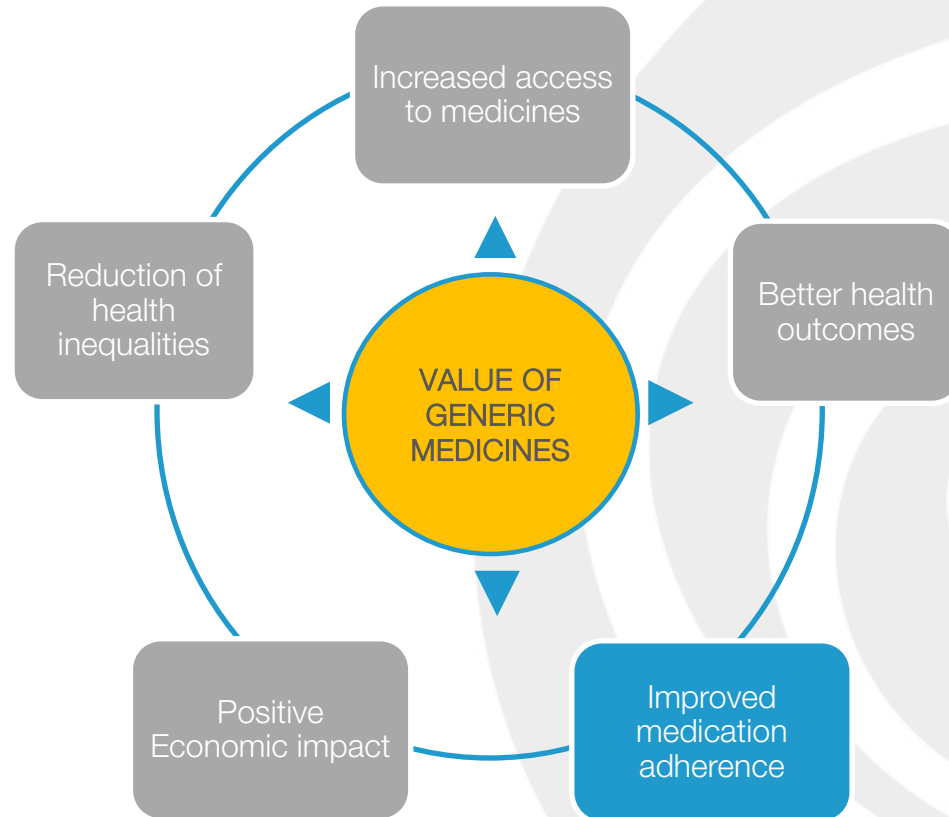 Increased access
to medicines
Reduction of
health
inequalities
Better health
outcomes
VALUE OF
GENERIC
MEDICINES
Positive
Economic impact
Improved
medication
adherence